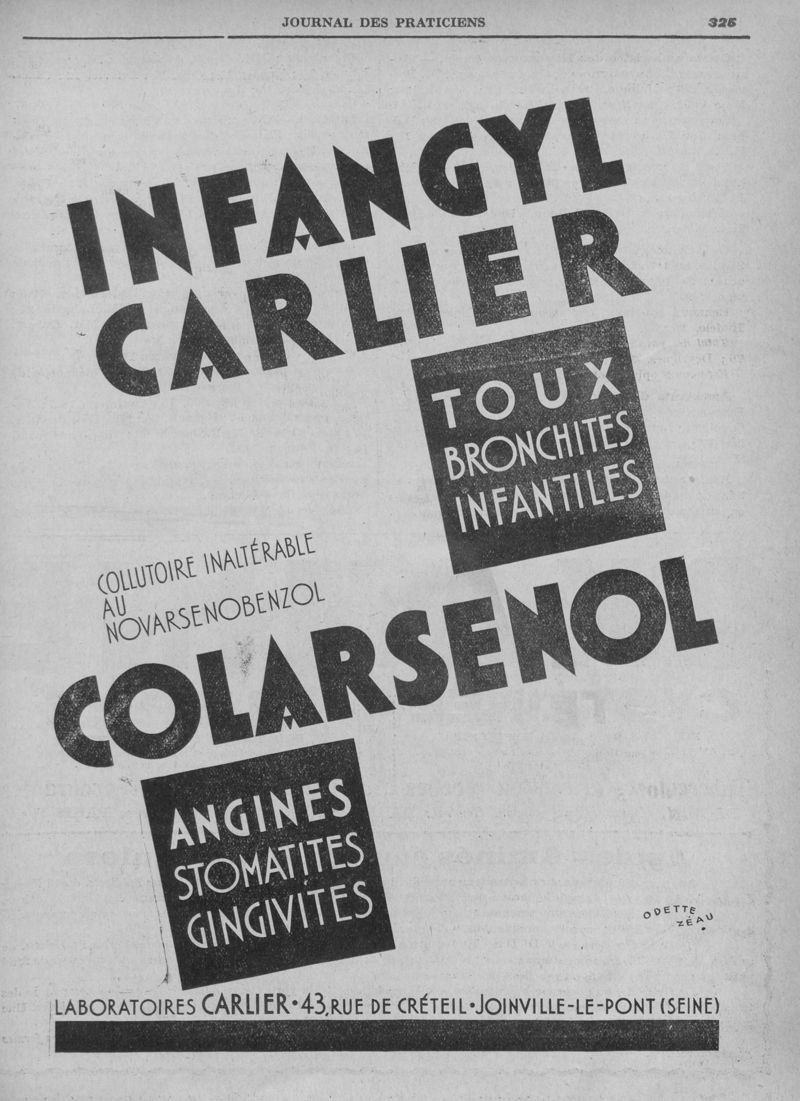 JOURNAL DES PRATICIENS 325
INFANGYL
CARLIER
TOUX
BRONCHITES
INFANTILES
COLLUTOIRE INALTÉRABLE
AU
NOVARSENOBENZOL
COLARSENOL
ANGINES
STOMATITES
GINGIVITES
ODETTE
ZÉAU
LABORATOIRES CARLIER • 43, RUE DE CRÉTEIL • JOINVILLE-LE-PONT (SEINE)